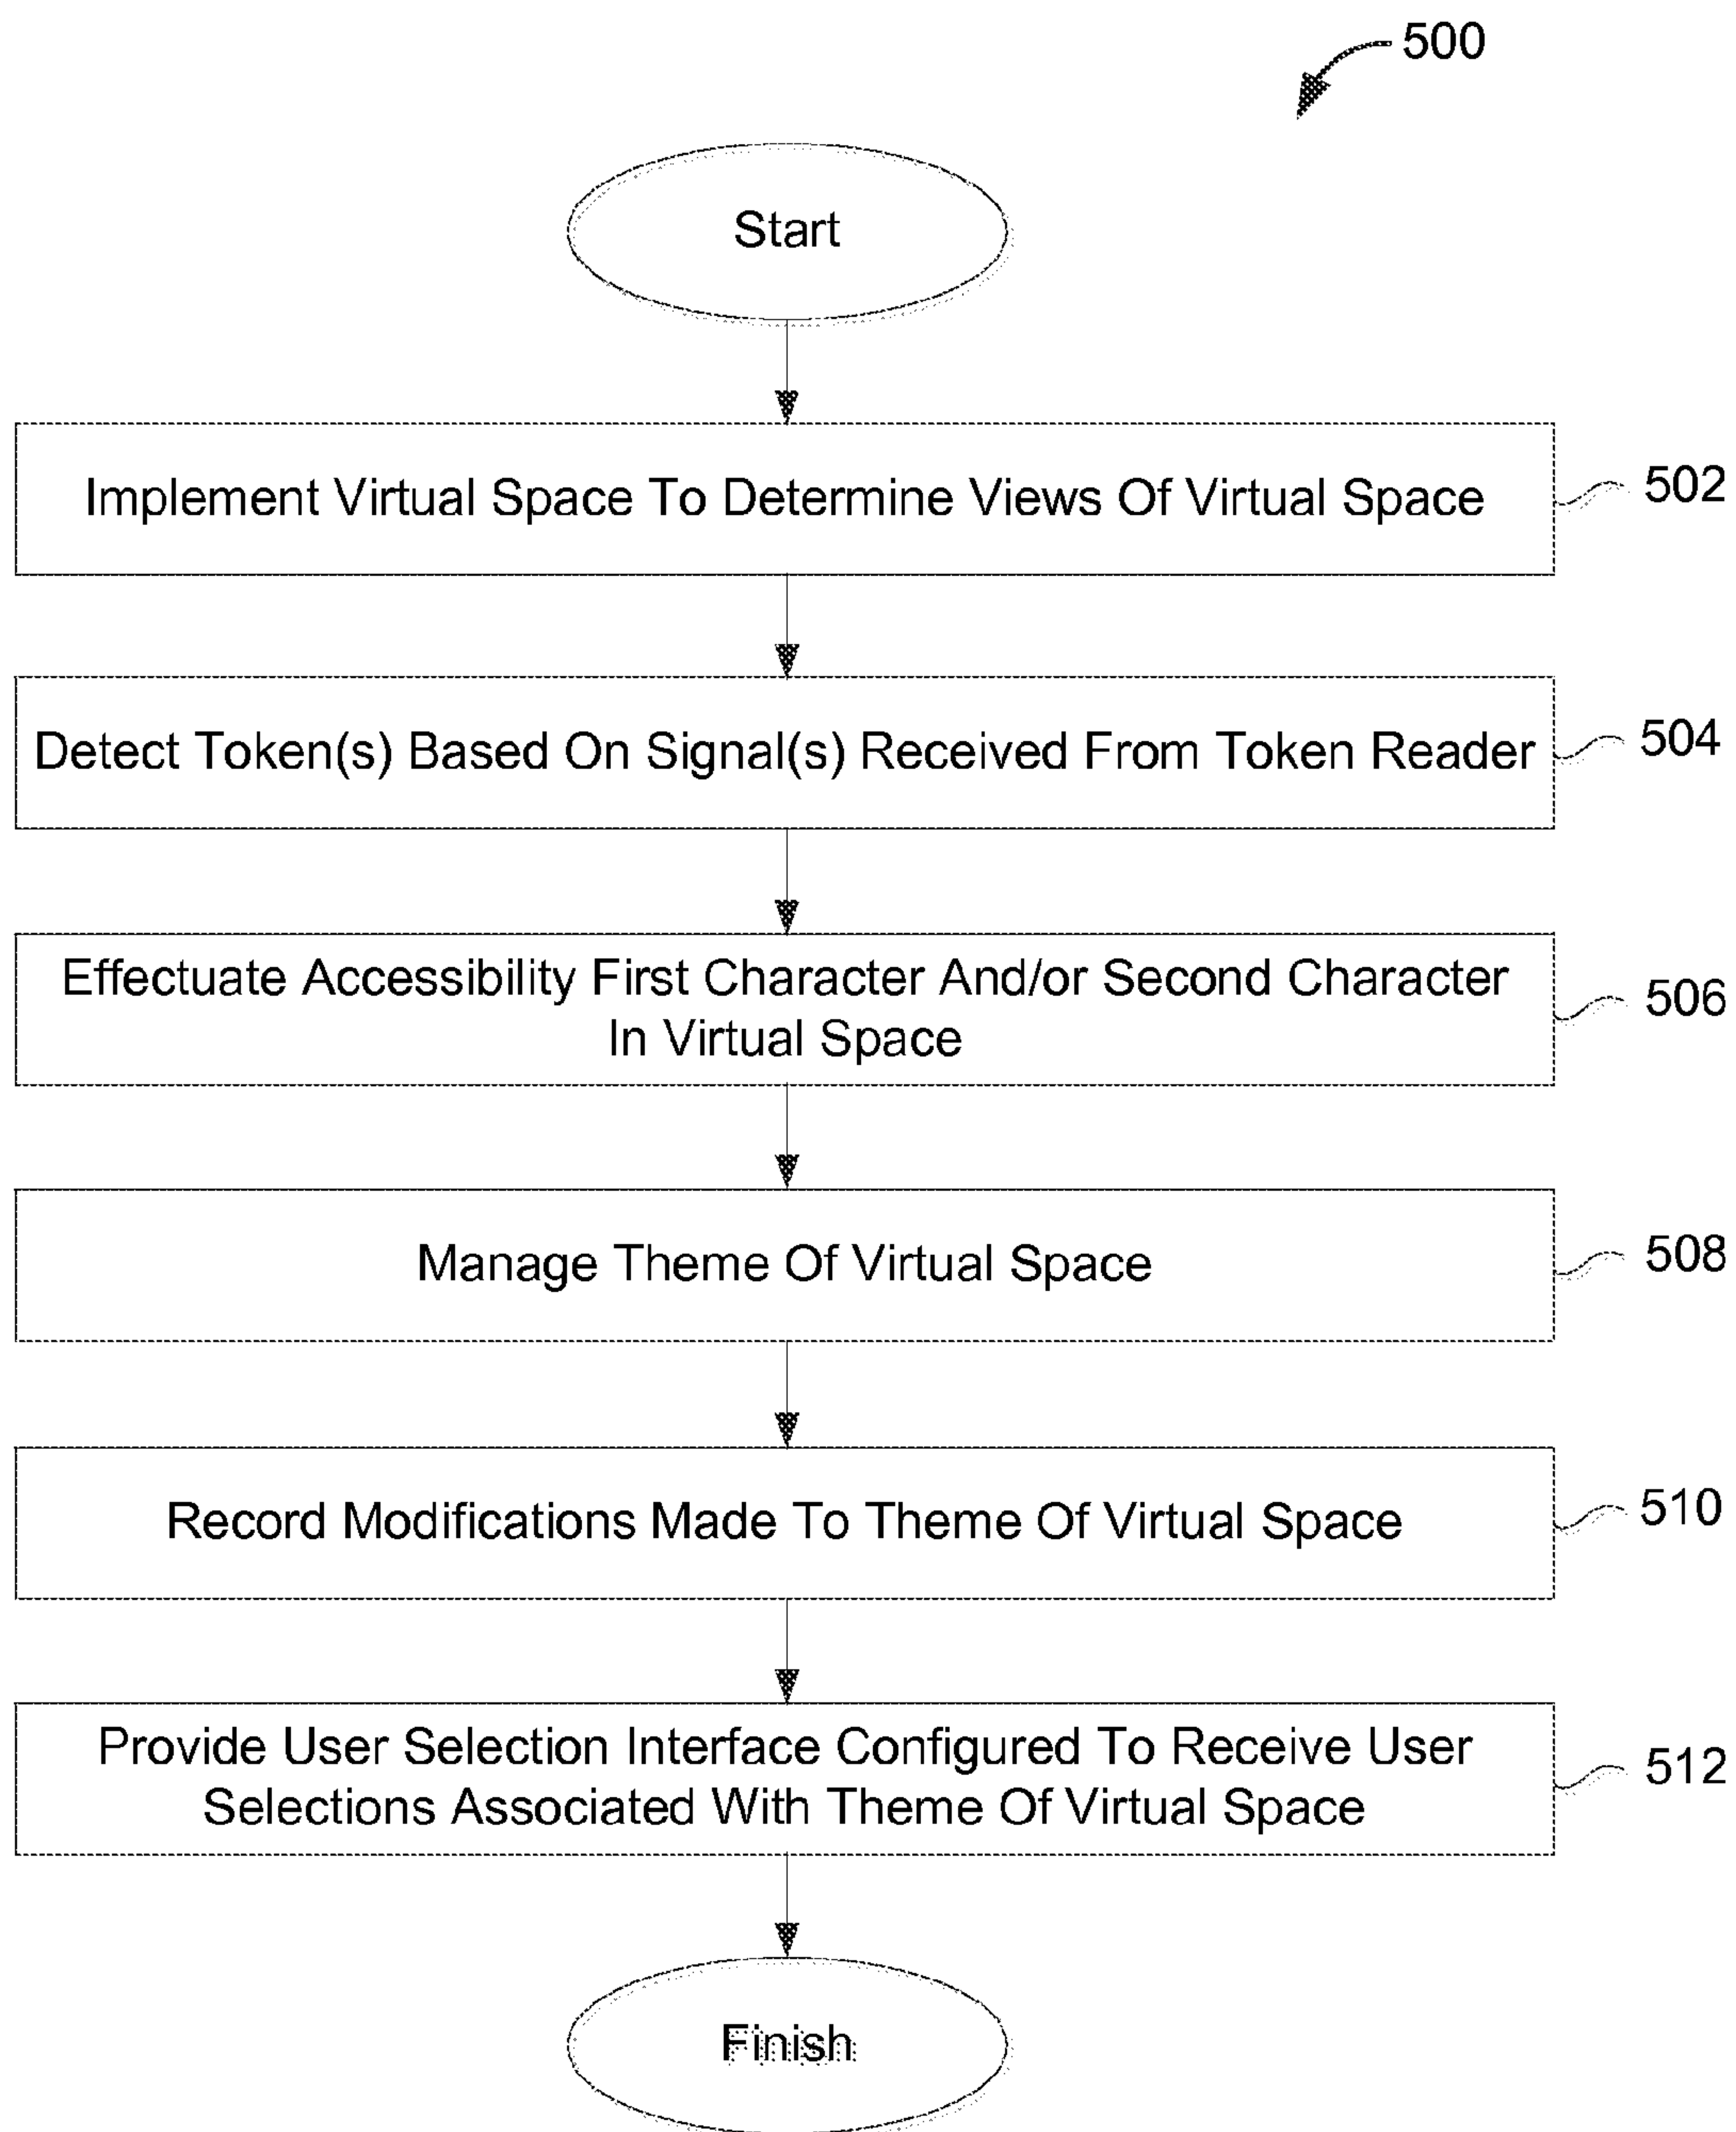 500
Start
Implement Virtual Space To Determine Views Of Virtual Space
502
Detect Token(s) Based On Signal(s) Received From Token Reader
504
Effectuate Accessibility First Character And/or Second Character
In Virtual Space
506
Manage Theme Of Virtual Space
508
Record Modifications Made To Theme Of Virtual Space
510
Provide User Selection Interface Configured To Receive User
Selections Associated With Theme Of Virtual Space
512
Finish